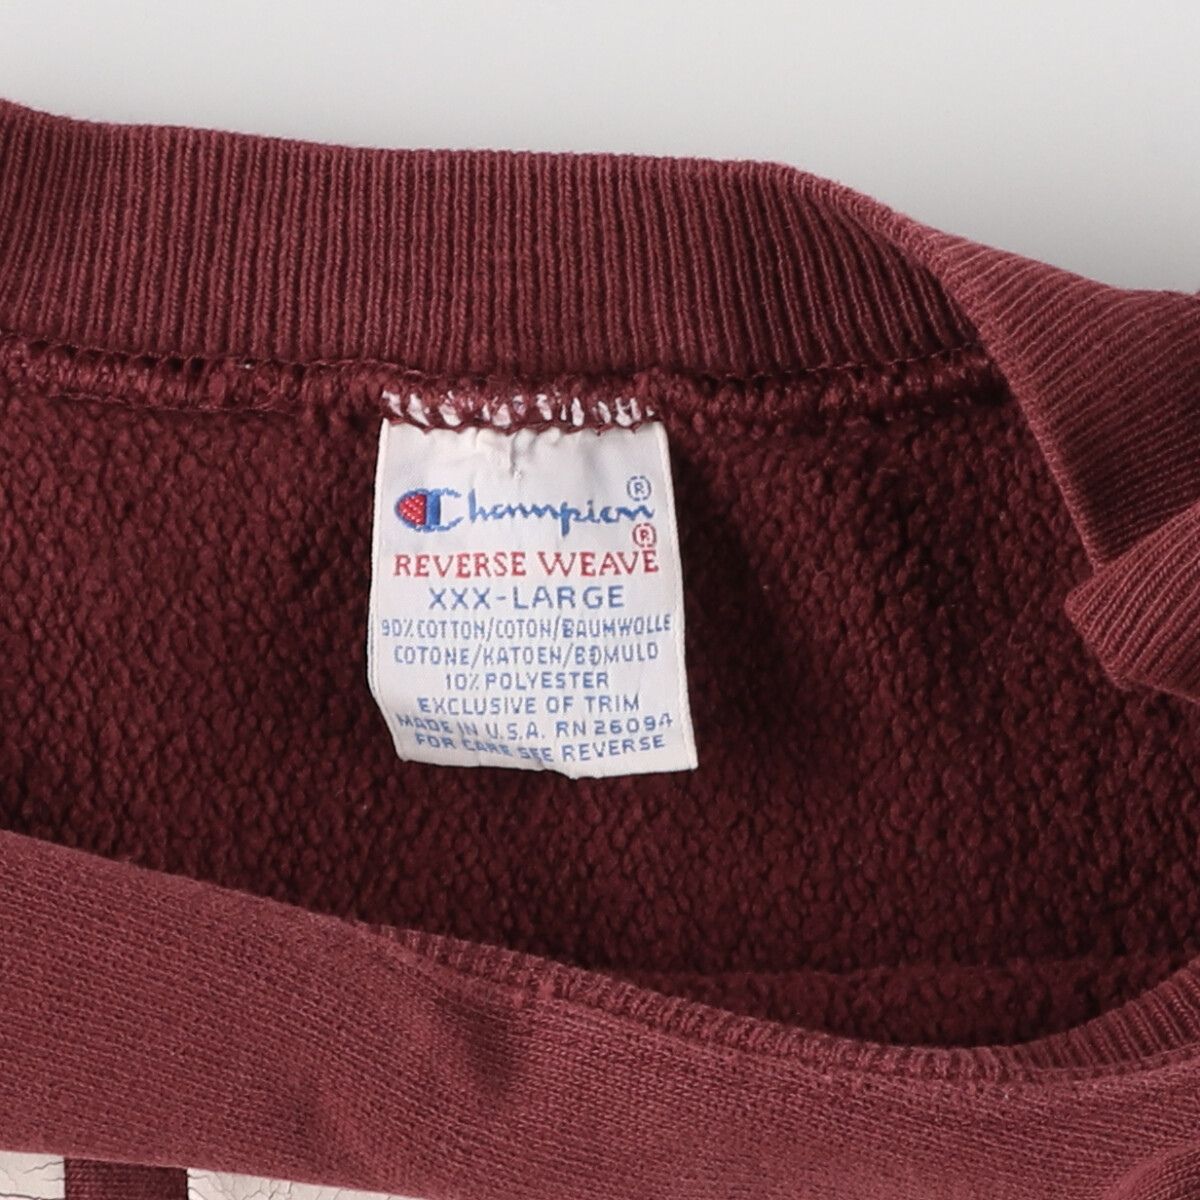 Champion®
REVERSE WEAVE®
XXX-LARGE
90% COTTON/COTON/BAUMWOLLE
COTONE/KATOEN/BOMULD
10% POLYESTER
EXCLUSIVE OF TRIM
MADE IN U.S.A. RN 26094
FOR CARE SEE REVERSE